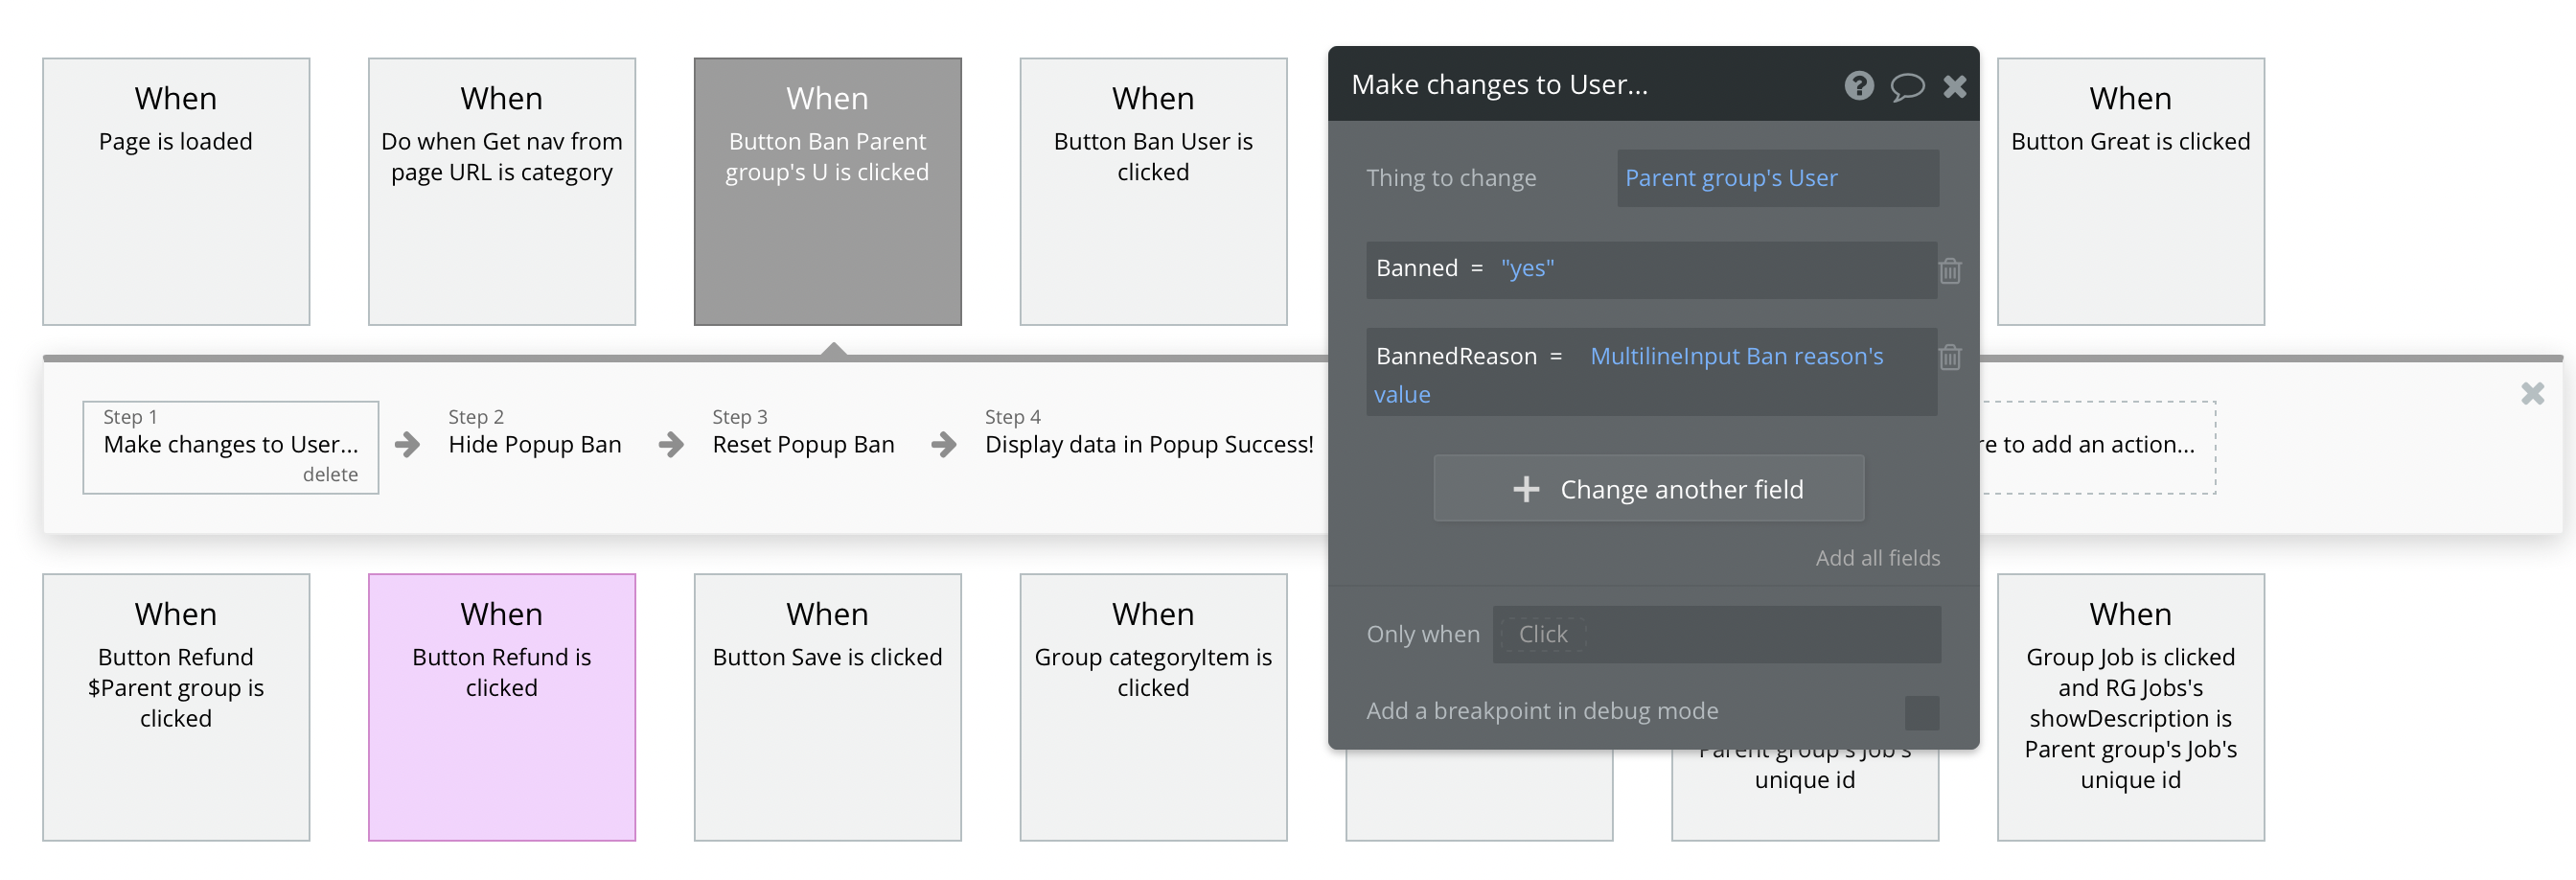 When
Page is loaded
When
Do when Get nav from
page URL is category
When
Button Ban Parent
group's U is clicked
When
Button Ban User is
clicked
Make changes to User...
Thing to change
Parent group's User
Banned = "yes"
BannedReason = MultilineInput Ban reason's
value
Change another field
Add all fields
Only when
Click
Add a breakpoint in debug mode
When
Button Great is clicked
Step 1
Make changes to User...
delete
Step 2
Hide Popup Ban
Step 3
Reset Popup Ban
Step 4
Display data in Popup Success!
to add an action...
When
Button Refund
$Parent group is
clicked
When
Button Refund is
clicked
When
Button Save is clicked
When
Group categoryItem is
clicked
Parent group's Job's
unique id
When
Group Job is clicked
and RG Jobs's
showDescription is
Parent group's Job's
unique id